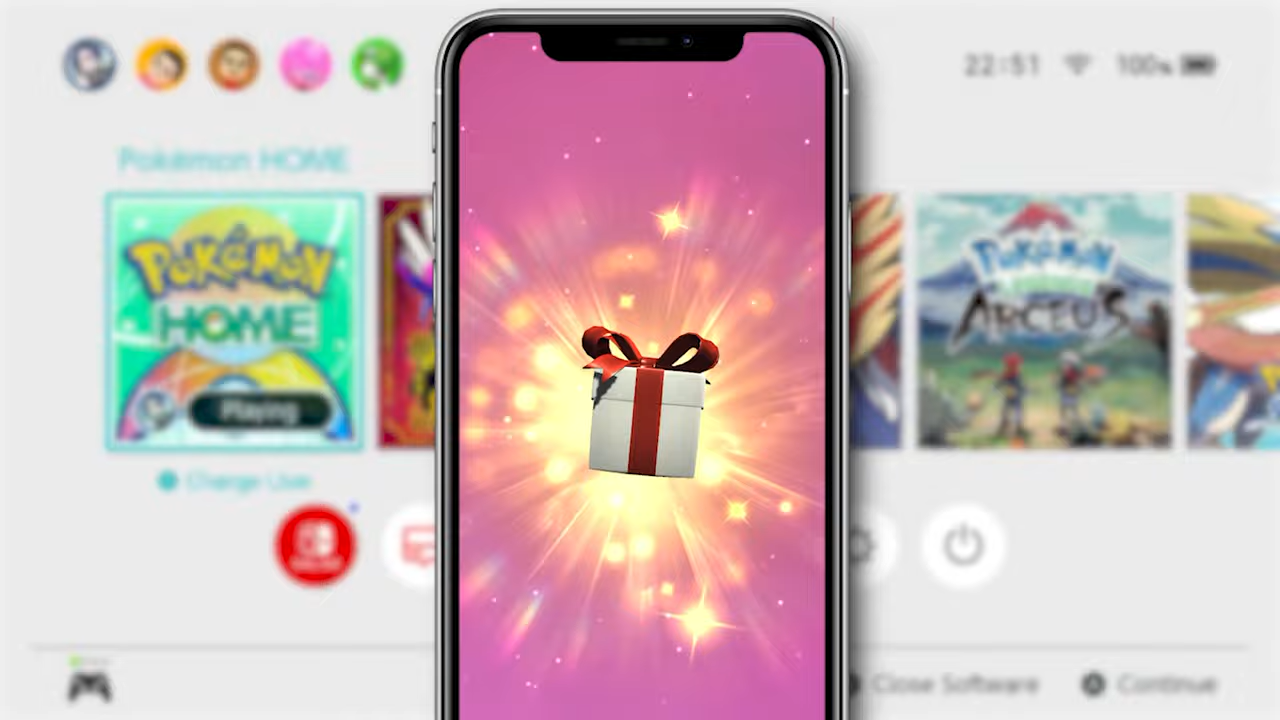 22:51
100%
Pokémon HOME
POKéMON
HOME
Playing
POKéMON
ARCEUS
Change User
Close Software
Continue